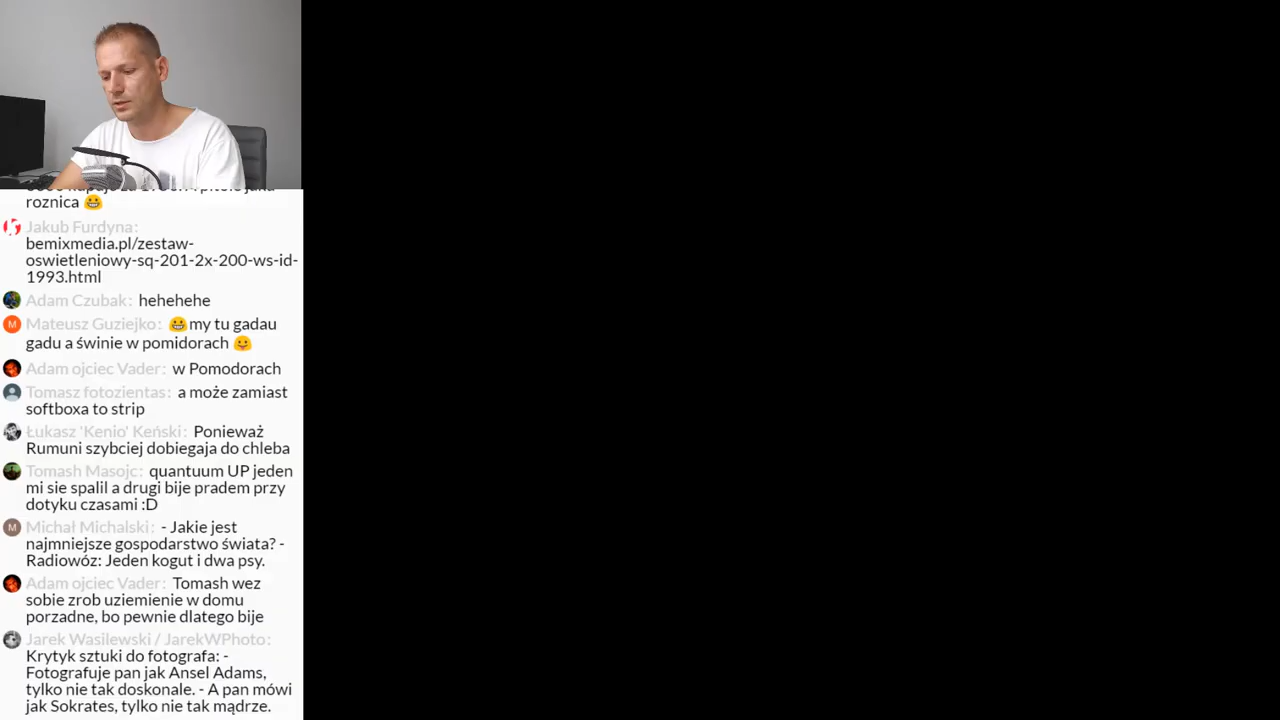 roznica 😀
Jakub Furdyna:
bemixmedia.pl/zestaw-
oswietleniowy-sq-201-2x-200-ws-id-
1993.html
Adam Czubak: hehehehe
Mateusz Guziejko: 😀my tu gadau
gadu a świnie w pomidorach 😛
Adam ojciec Vader: w Pomodorach
Tomasz fotozientas: a może zamiast
softboxa to strip
Łukasz 'Kenio' Keński: Ponieważ
Rumuni szybciej dobiegaja do chleba
Tomash Masojc: quantuum UP jeden
mi sie spalil a drugi bije pradem przy
dotyku czasami :D
M
Michał Michalski: - Jakie jest
najmniejsze gospodarstwo świata? -
Radiowóz: Jeden kogut i dwa psy.
Adam ojciec Vader: Tomash wez
sobie zrob uziemienie w domu
porzadne, bo pewnie dlatego bije
Jarek Wasilewski / JarekWPhoto:
Krytyk sztuki do fotografa: -
Fotografuje pan jak Ansel Adams,
tylko nie tak doskonale. - A pan mówi
jak Sokrates, tylko nie tak mądrze.